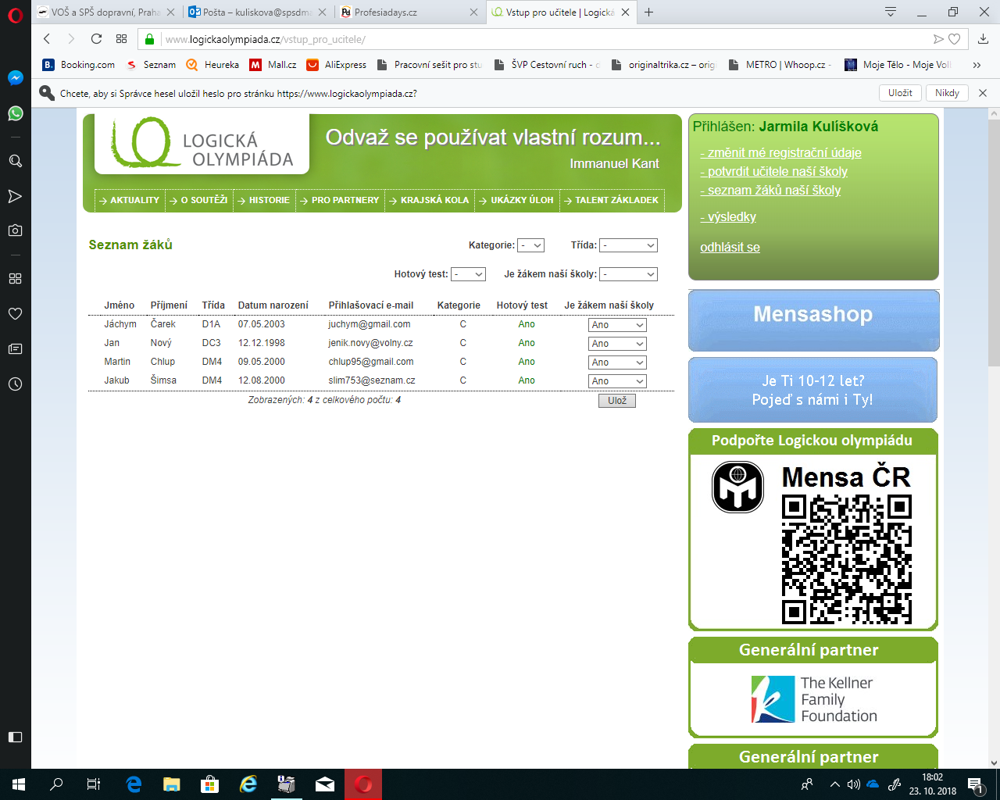 VOŠ a SPŠ dopravní, Praha
Pošta – kuliskova@spsdma
Profesiadays.cz
Vstup pro učitele | Logická
www.logickaolympiada.cz/vstup_pro_ucitele/
Booking.com
Seznam
Heureka
Mall.cz
AliExpress
Pracovní sešit pro stu
ŠVP Cestovní ruch - o
originaltrika.cz – orig
METRO | Whoop.cz -
Moje Tělo - Moje Vol
Chcete, aby si Správce hesel uložil heslo pro stránku https://www.logickaolympiada.cz?
Uložit
Nikdy
LOGICKÁ
OLYMPIÁDA
Odvaž se používat vlastní rozum...
Immanuel Kant
AKTUALITY
O SOUTĚŽI
HISTORIE
PRO PARTNERY
KRAJSKÁ KOLA
UKÁZKY ÚLOH
TALENT ZÁKLADEK
Přihlášen: Jarmila Kulíšková
- změnit mé registrační údaje
- potvrdit učitele naší školy
- seznam žáků naší školy
- výsledky
odhlásit se
Seznam žáků
Kategorie: -
Třída: -
Hotový test: -
Je žákem naší školy: -
Jméno Příjmení Třída Datum narození Přihlašovací e-mail Kategorie Hotový test Je žákem naší školy
Jáchym Čarek D1A 07.05.2003 juchym@gmail.com C Ano Ano
Jan Nový DC3 12.12.1998 jenik.novy@volny.cz C Ano Ano
Martin Chlup DM4 09.05.2000 chlup95@gmail.com C Ano Ano
Jakub Šimsa DM4 12.08.2000 slim753@seznam.cz C Ano Ano
Zobrazených: 4 z celkového počtu: 4
Ulož
Mensashop
Je Ti 10-12 let?
Pojeď s námi i Ty!
Podpořte Logickou olympiádu
Mensa ČR
Generální partner
The Kellner
Family
Foundation
Generální partner
18:02
23. 10. 2018
1